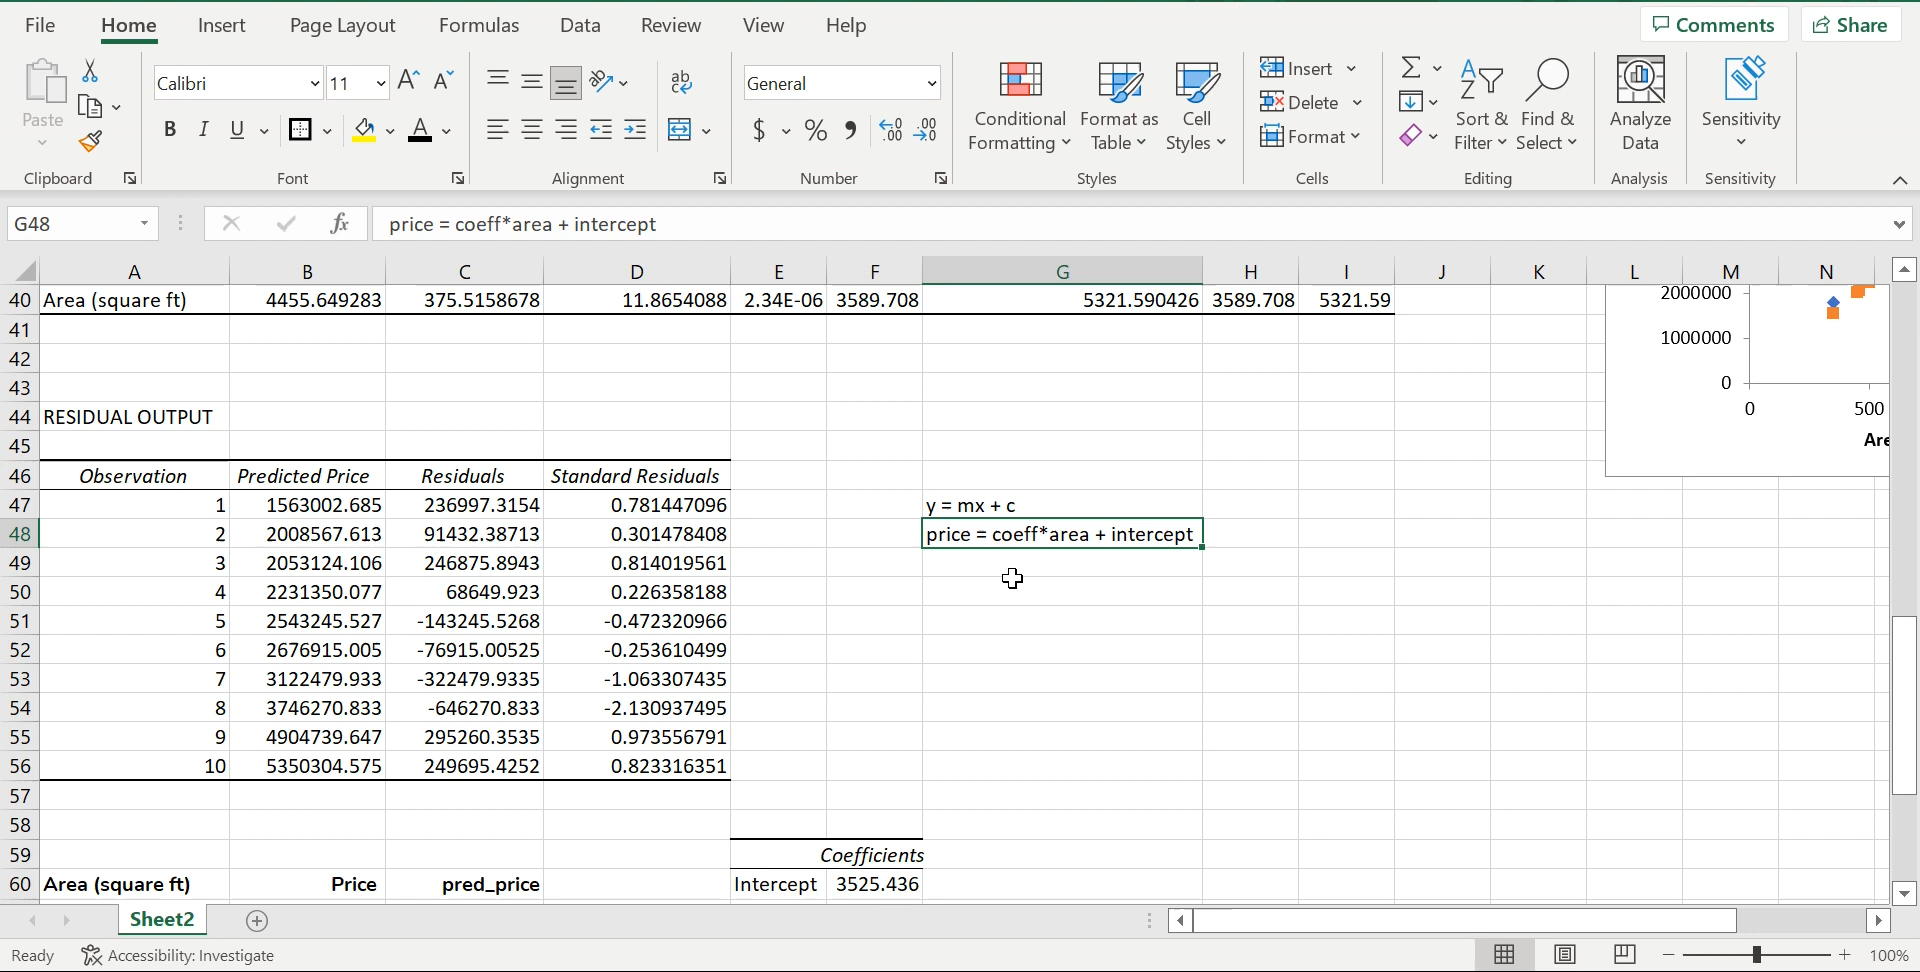 File Home Insert Page Layout Formulas Data Review View Help Comments Share
Calibri 11 ab General Insert
Paste Conditional Format as Cell Delete Sort & Find & Analyze Sensitivity
B I U A $ % .00 .00 Formatting Table Styles Format Filter Select Data
Clipboard Font Alignment Number Styles Cells Editing Analysis Sensitivity
G48 fx price = coeff*area + intercept
A B C D E F G H I J K L M N
40 Area (square ft) 4455.649283 375.5158678 11.8654088 2.34E-06 3589.708 5321.590426 3589.708 5321.59 2000000
41 1000000
42
43 0
44 RESIDUAL OUTPUT 0 500
45 Are
46 Observation Predicted Price Residuals Standard Residuals
47 1 1563002.685 236997.3154 0.781447096 y = mx + c
48 2 2008567.613 91432.38713 0.301478408 price = coeff*area + intercept
49 3 2053124.106 246875.8943 0.814019561
50 4 2231350.077 68649.923 0.226358188
51 5 2543245.527 -143245.5268 -0.472320966
52 6 2676915.005 -76915.00525 -0.253610499
53 7 3122479.933 -322479.9335 -1.063307435
54 8 3746270.833 -646270.833 -2.130937495
55 9 4904739.647 295260.3535 0.973556791
56 10 5350304.575 249695.4252 0.823316351
57
58
59 Coefficients
60 Area (square ft) Price pred_price Intercept 3525.436
Sheet2
Ready Accessibility: Investigate 100%